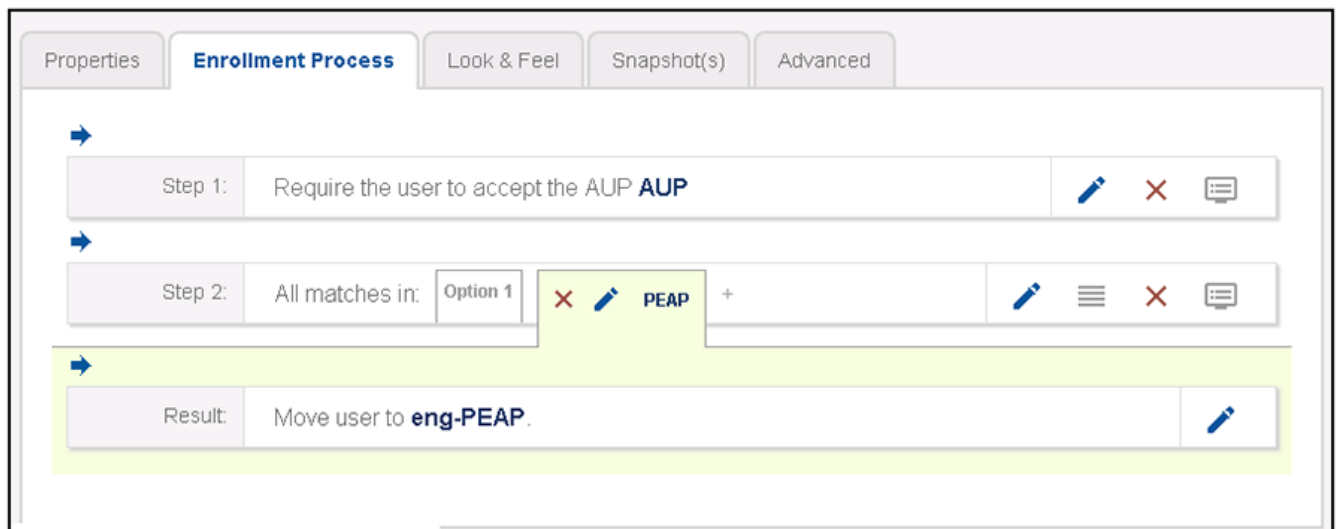 Properties Enrollment Process Look & Feel Snapshot(s) Advanced
Step 1: Require the user to accept the AUP AUP
Step 2: All matches in: Option 1 PEAP +
Result: Move user to eng-PEAP.